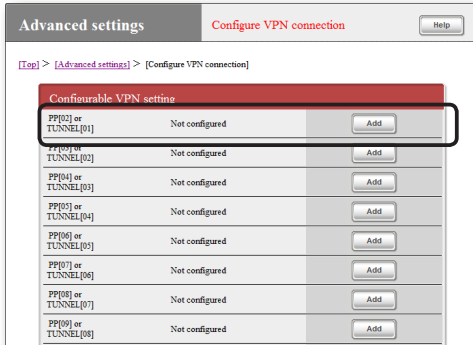 Advanced settings
Configure VPN connection
Help
[Top] > [Advanced settings] > [Configure VPN connection]
Configurable VPN setting
PP[02] or
TUNNEL[01]
Not configured
Add
PP[03] or
TUNNEL[02]
Not configured
Add
PP[04] or
TUNNEL[03]
Not configured
Add
PP[05] or
TUNNEL[04]
Not configured
Add
PP[06] or
TUNNEL[05]
Not configured
Add
PP[07] or
TUNNEL[06]
Not configured
Add
PP[08] or
TUNNEL[07]
Not configured
Add
PP[09] or
TUNNEL[08]
Not configured
Add